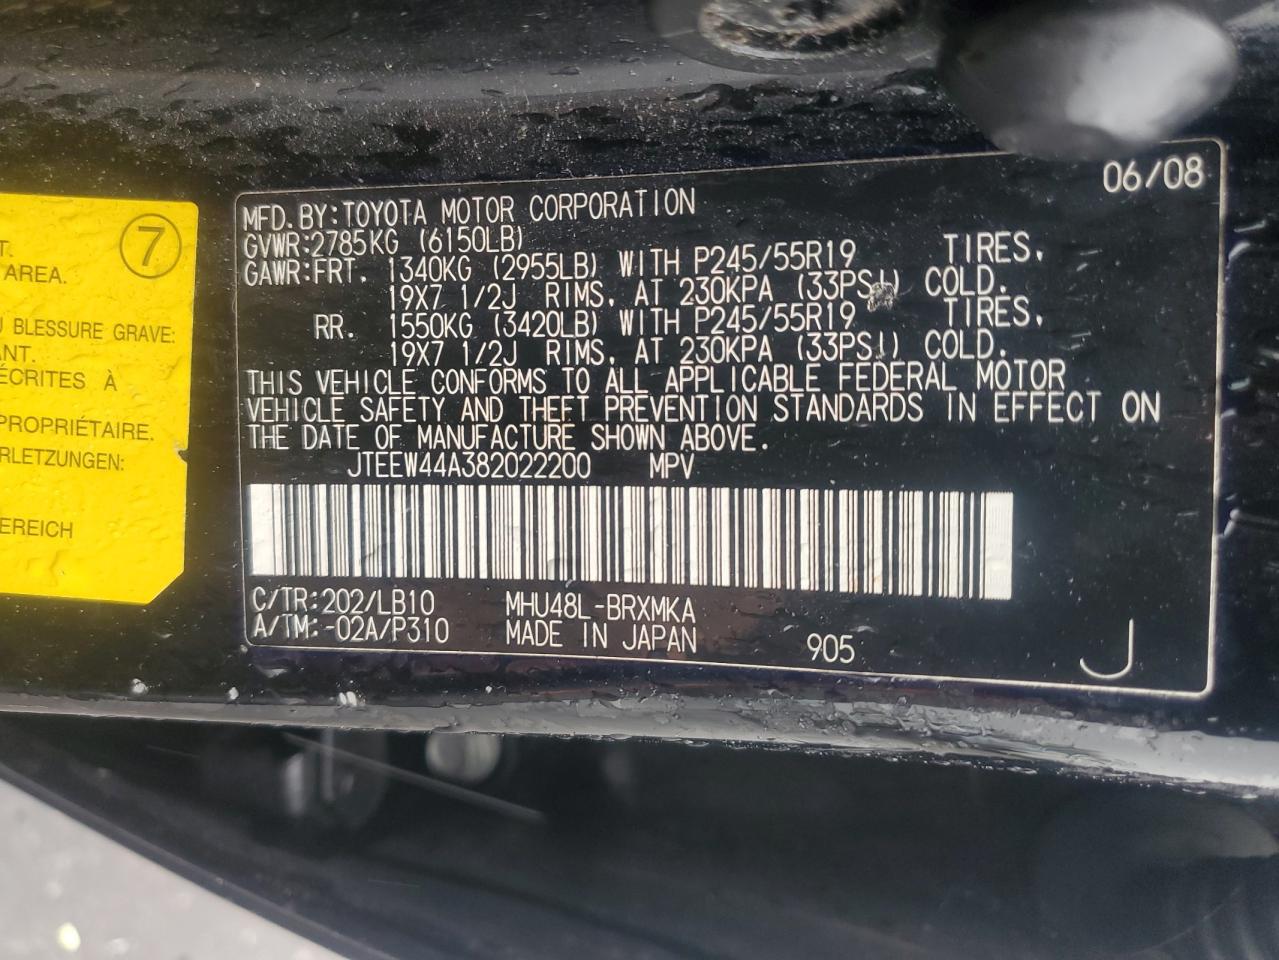 7
T.
AREA.
U BLESSURE GRAVE:
ANT.
ÉCRITES À
PROPRIÉTAIRE.
RLETZUNGEN:
EREICH
06/08
MFD.BY:TOYOTA MOTOR CORPORATION
GVWR:2785KG (6150LB)
GAWR:FRT. 1340KG (2955LB) WITH P245/55R19 TIRES,
19X7 1/2J RIMS, AT 230KPA (33PSI) COLD.
RR. 1550KG (3420LB) WITH P245/55R19 TIRES,
19X7 1/2J RIMS, AT 230KPA (33PSI) COLD.
THIS VEHICLE CONFORMS TO ALL APPLICABLE FEDERAL MOTOR
VEHICLE SAFETY AND THEFT PREVENTION STANDARDS IN EFFECT ON
THE DATE OF MANUFACTURE SHOWN ABOVE.
JTEEW44A382022200 MPV
C/TR:202/LB10 MHU48L-BRXMKA
A/TM:-02A/P310 MADE IN JAPAN 905 J